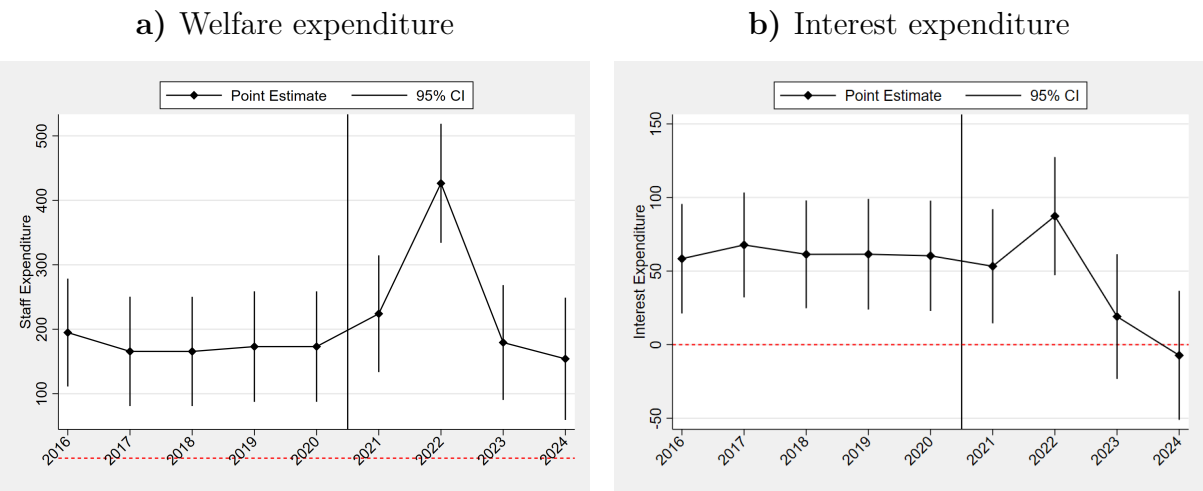 a) Welfare expenditure
Point Estimate 95% CI
Staff Expenditure
500
400
300
200
100
2016 2017 2018 2019 2020 2021 2022 2023 2024
b) Interest expenditure
Point Estimate 95% CI
Interest Expenditure
150
100
50
0
-50
2016 2017 2018 2019 2020 2021 2022 2023 2024